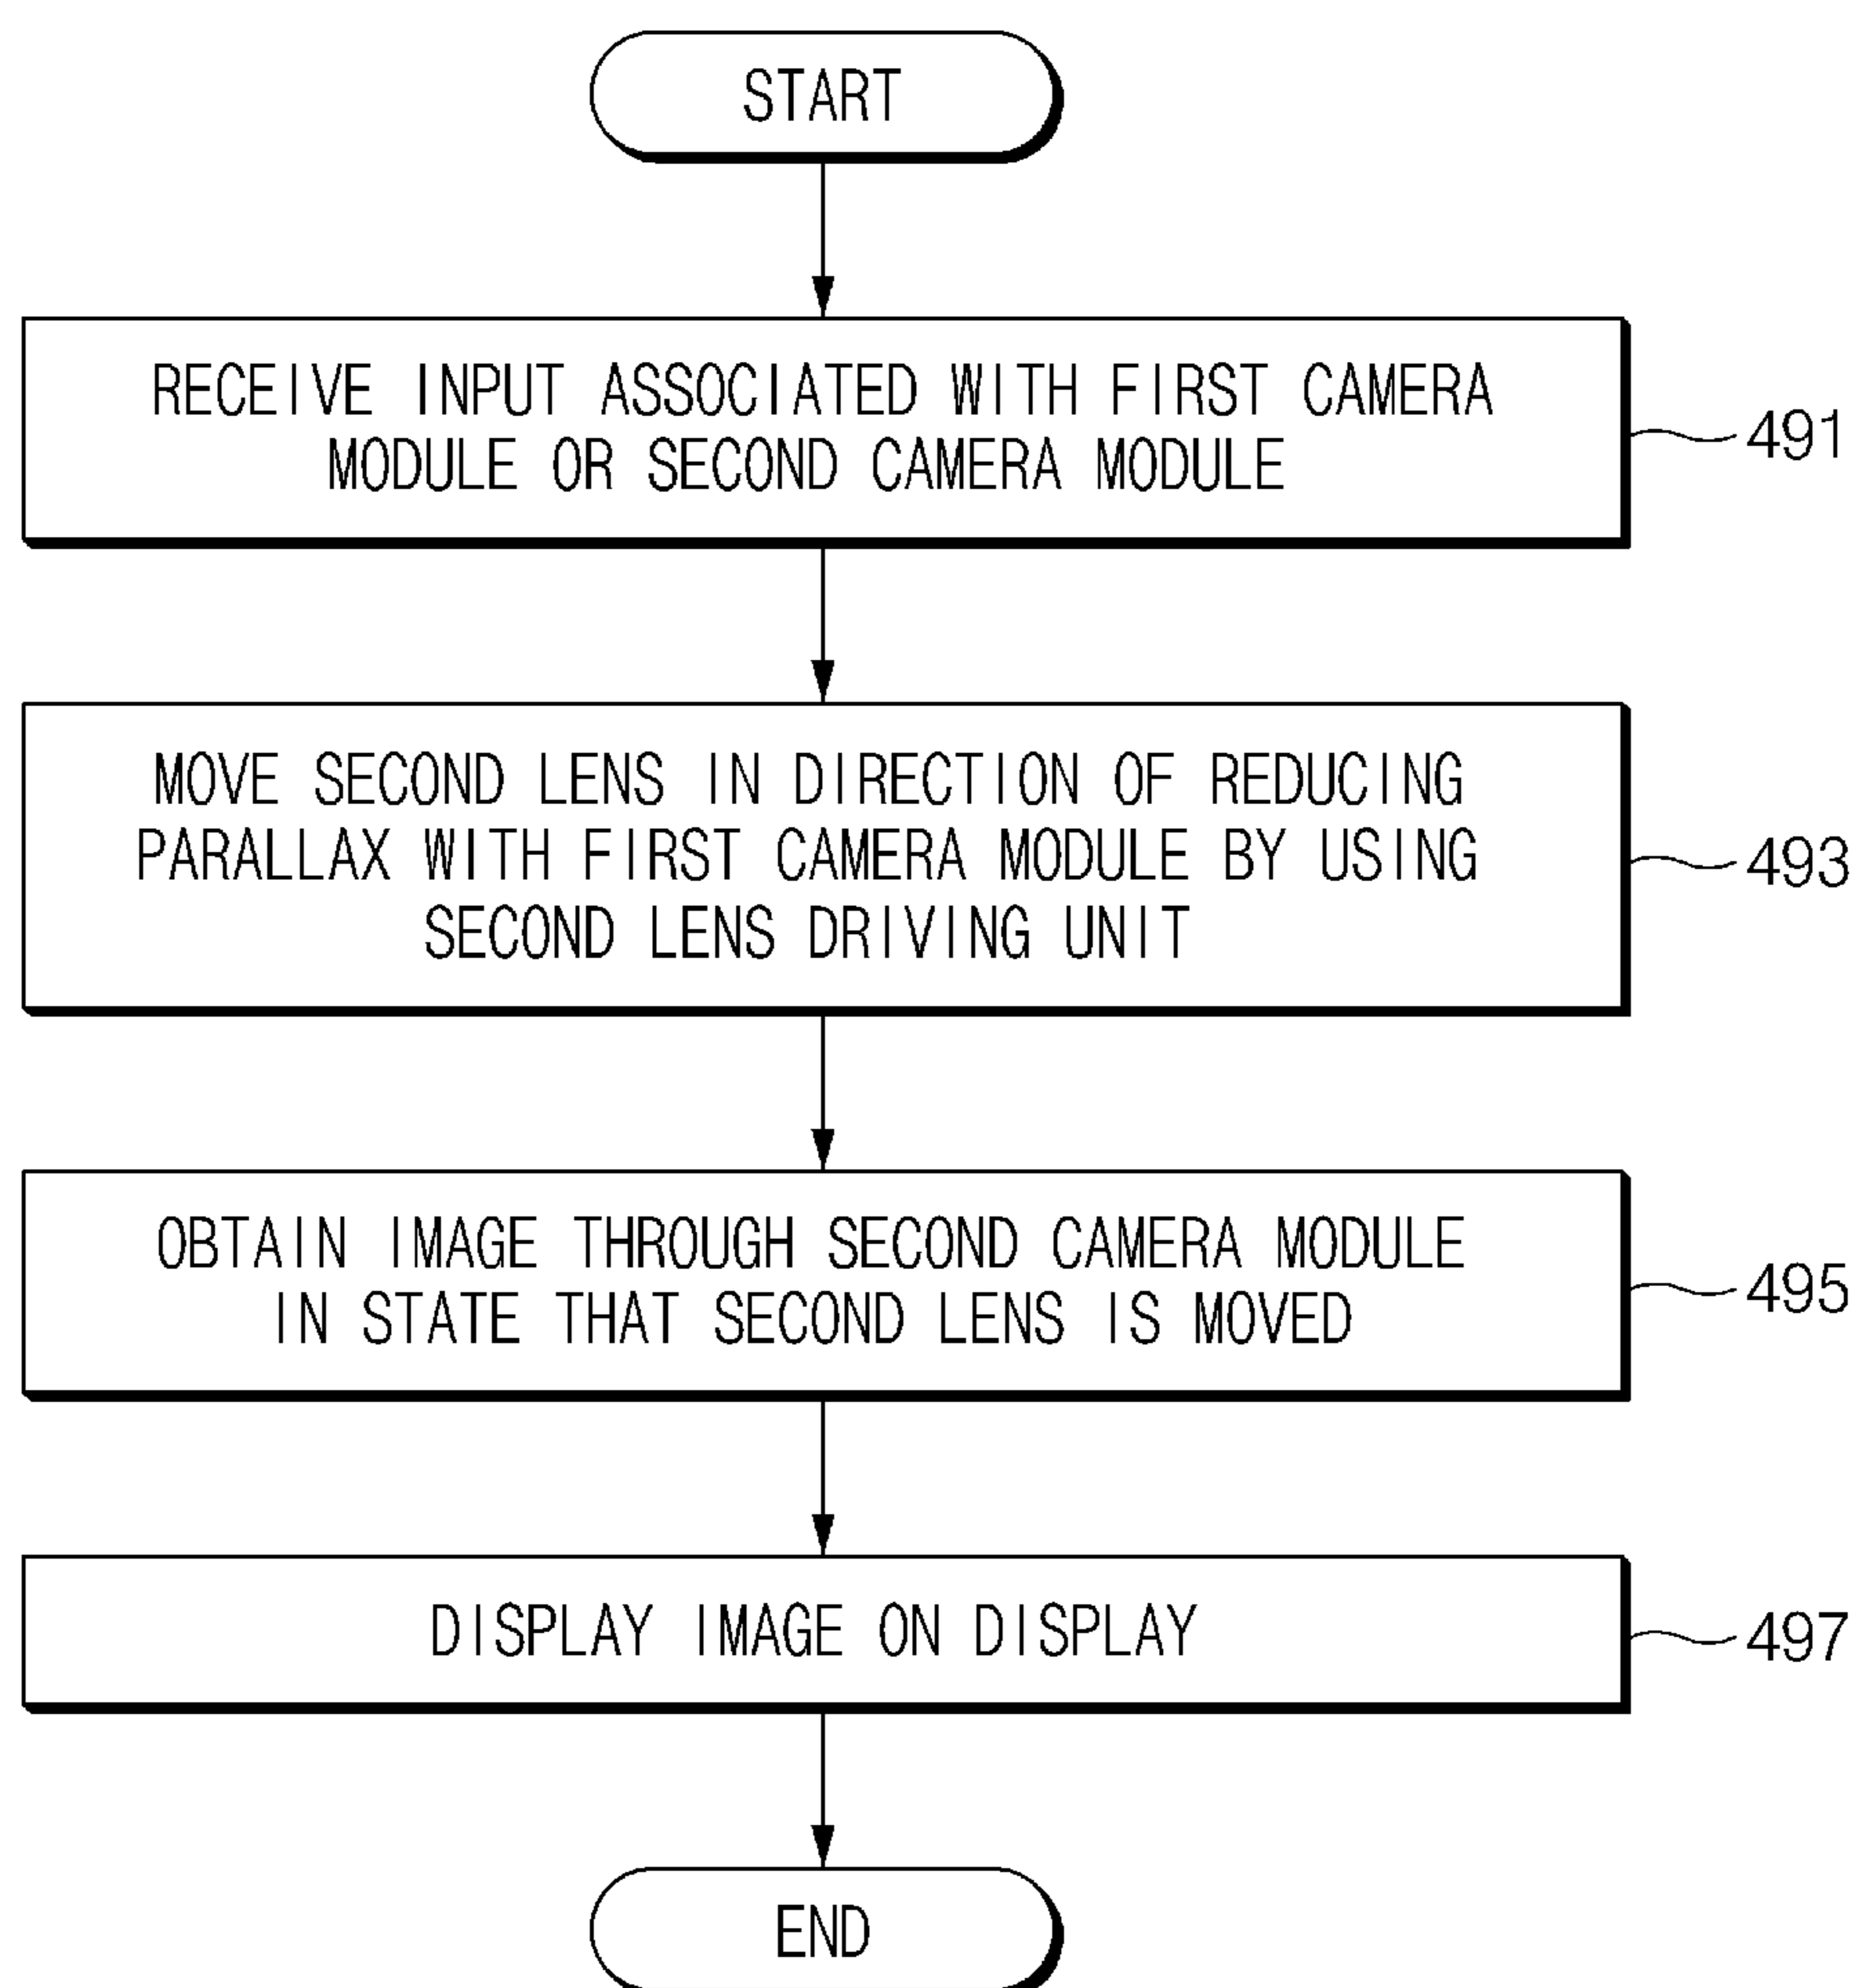 START
RECEIVE INPUT ASSOCIATED WITH FIRST CAMERA
MODULE OR SECOND CAMERA MODULE
491
MOVE SECOND LENS IN DIRECTION OF REDUCING
PARALLAX WITH FIRST CAMERA MODULE BY USING
SECOND LENS DRIVING UNIT
493
OBTAIN IMAGE THROUGH SECOND CAMERA MODULE
IN STATE THAT SECOND LENS IS MOVED
495
DISPLAY IMAGE ON DISPLAY
497
END